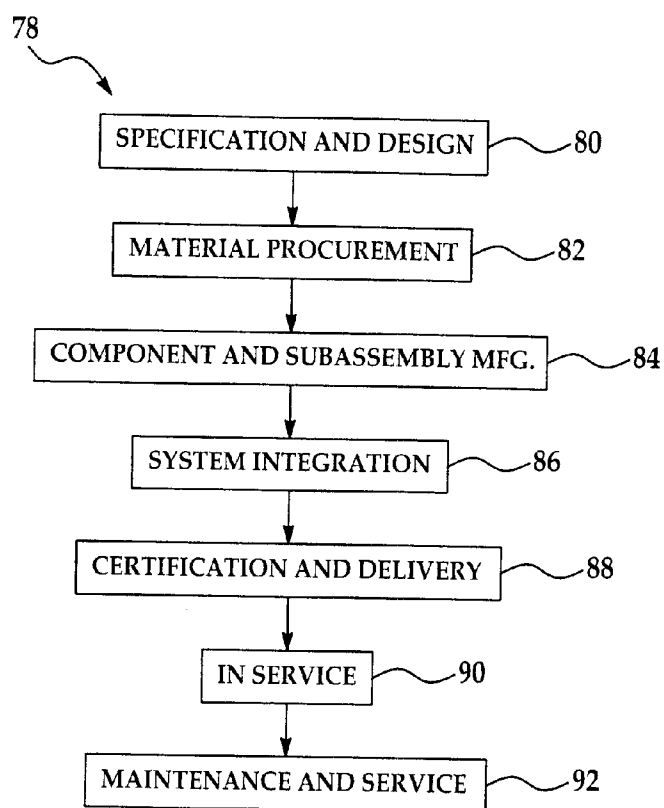 78
SPECIFICATION AND DESIGN 80
MATERIAL PROCUREMENT 82
COMPONENT AND SUBASSEMBLY MFG. 84
SYSTEM INTEGRATION 86
CERTIFICATION AND DELIVERY 88
IN SERVICE 90
MAINTENANCE AND SERVICE 92